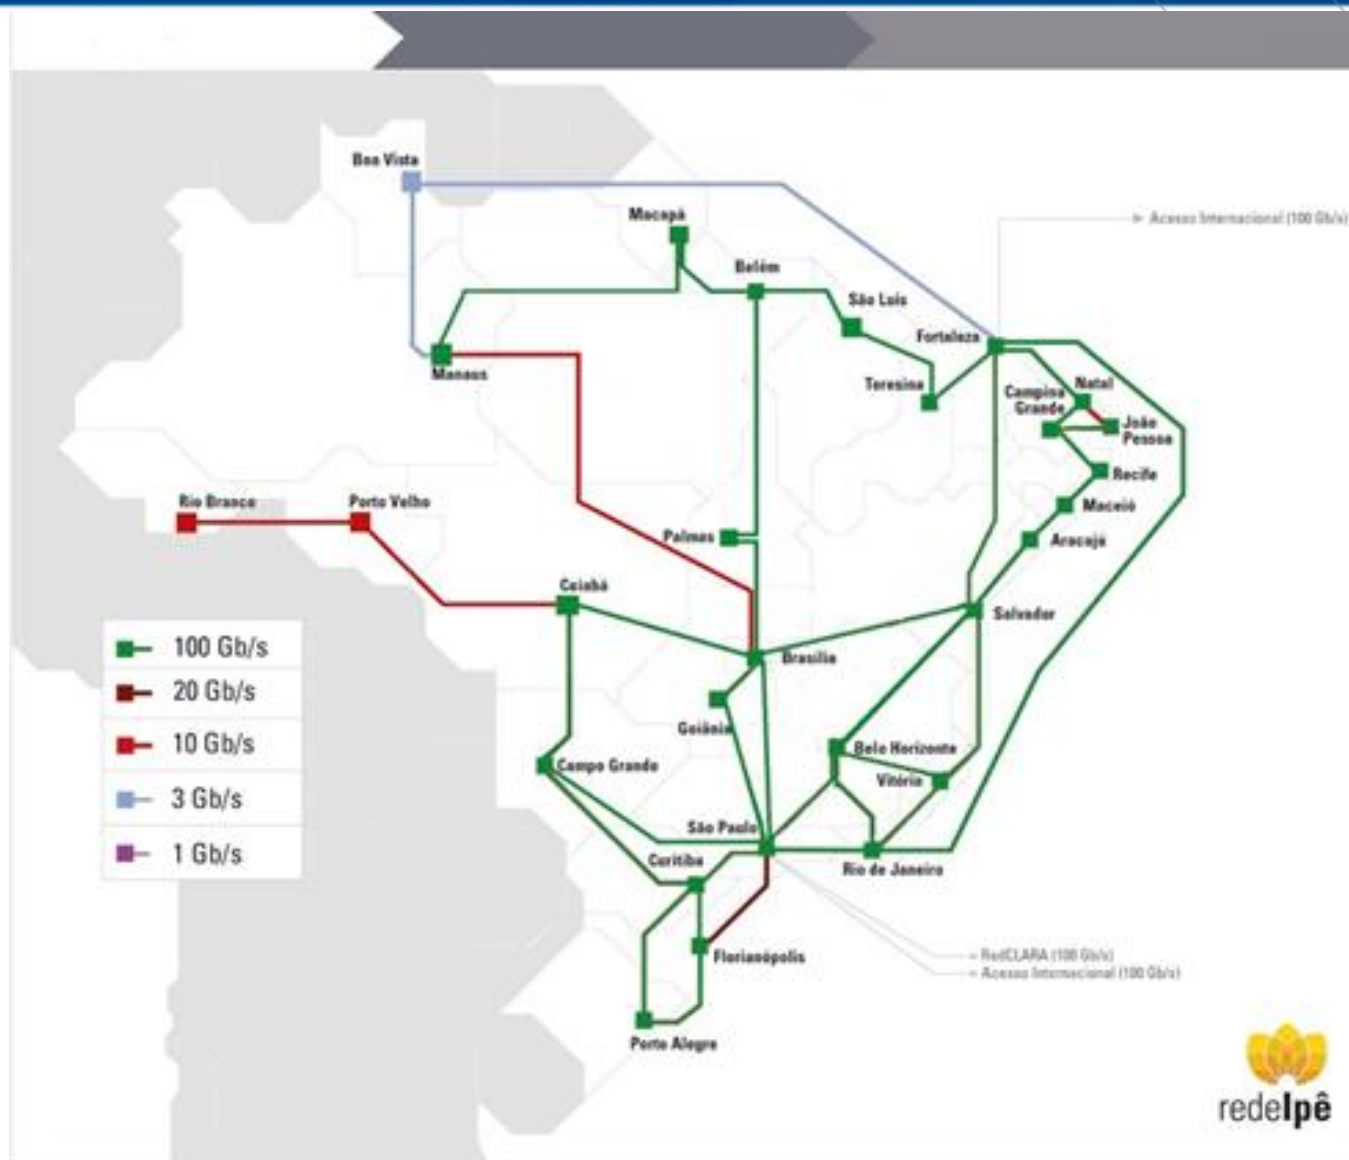 Boa Vista
Macapá
Acesso Internacional (100 Gb/s)
Belém
São Luís
Fortaleza
Manaus
Teresina
Natal
Campina
Grande
João
Pessoa
Recife
Rio Branco
Porto Velho
Maceió
Palmas
Aracajú
Cuiabá
Salvador
100 Gb/s
Brasília
20 Gb/s
Goiânia
10 Gb/s
Belo Horizonte
Campo Grande
Vitória
3 Gb/s
São Paulo
1 Gb/s
Curitiba
Rio de Janeiro
Florianópolis
RedCLARA (100 Gb/s)
Acesso Internacional (100 Gb/s)
Porto Alegre
redeIpê